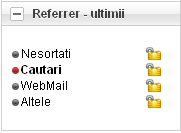 Referrer - ultimii
Nesortati
Cautari
WebMail
Altele